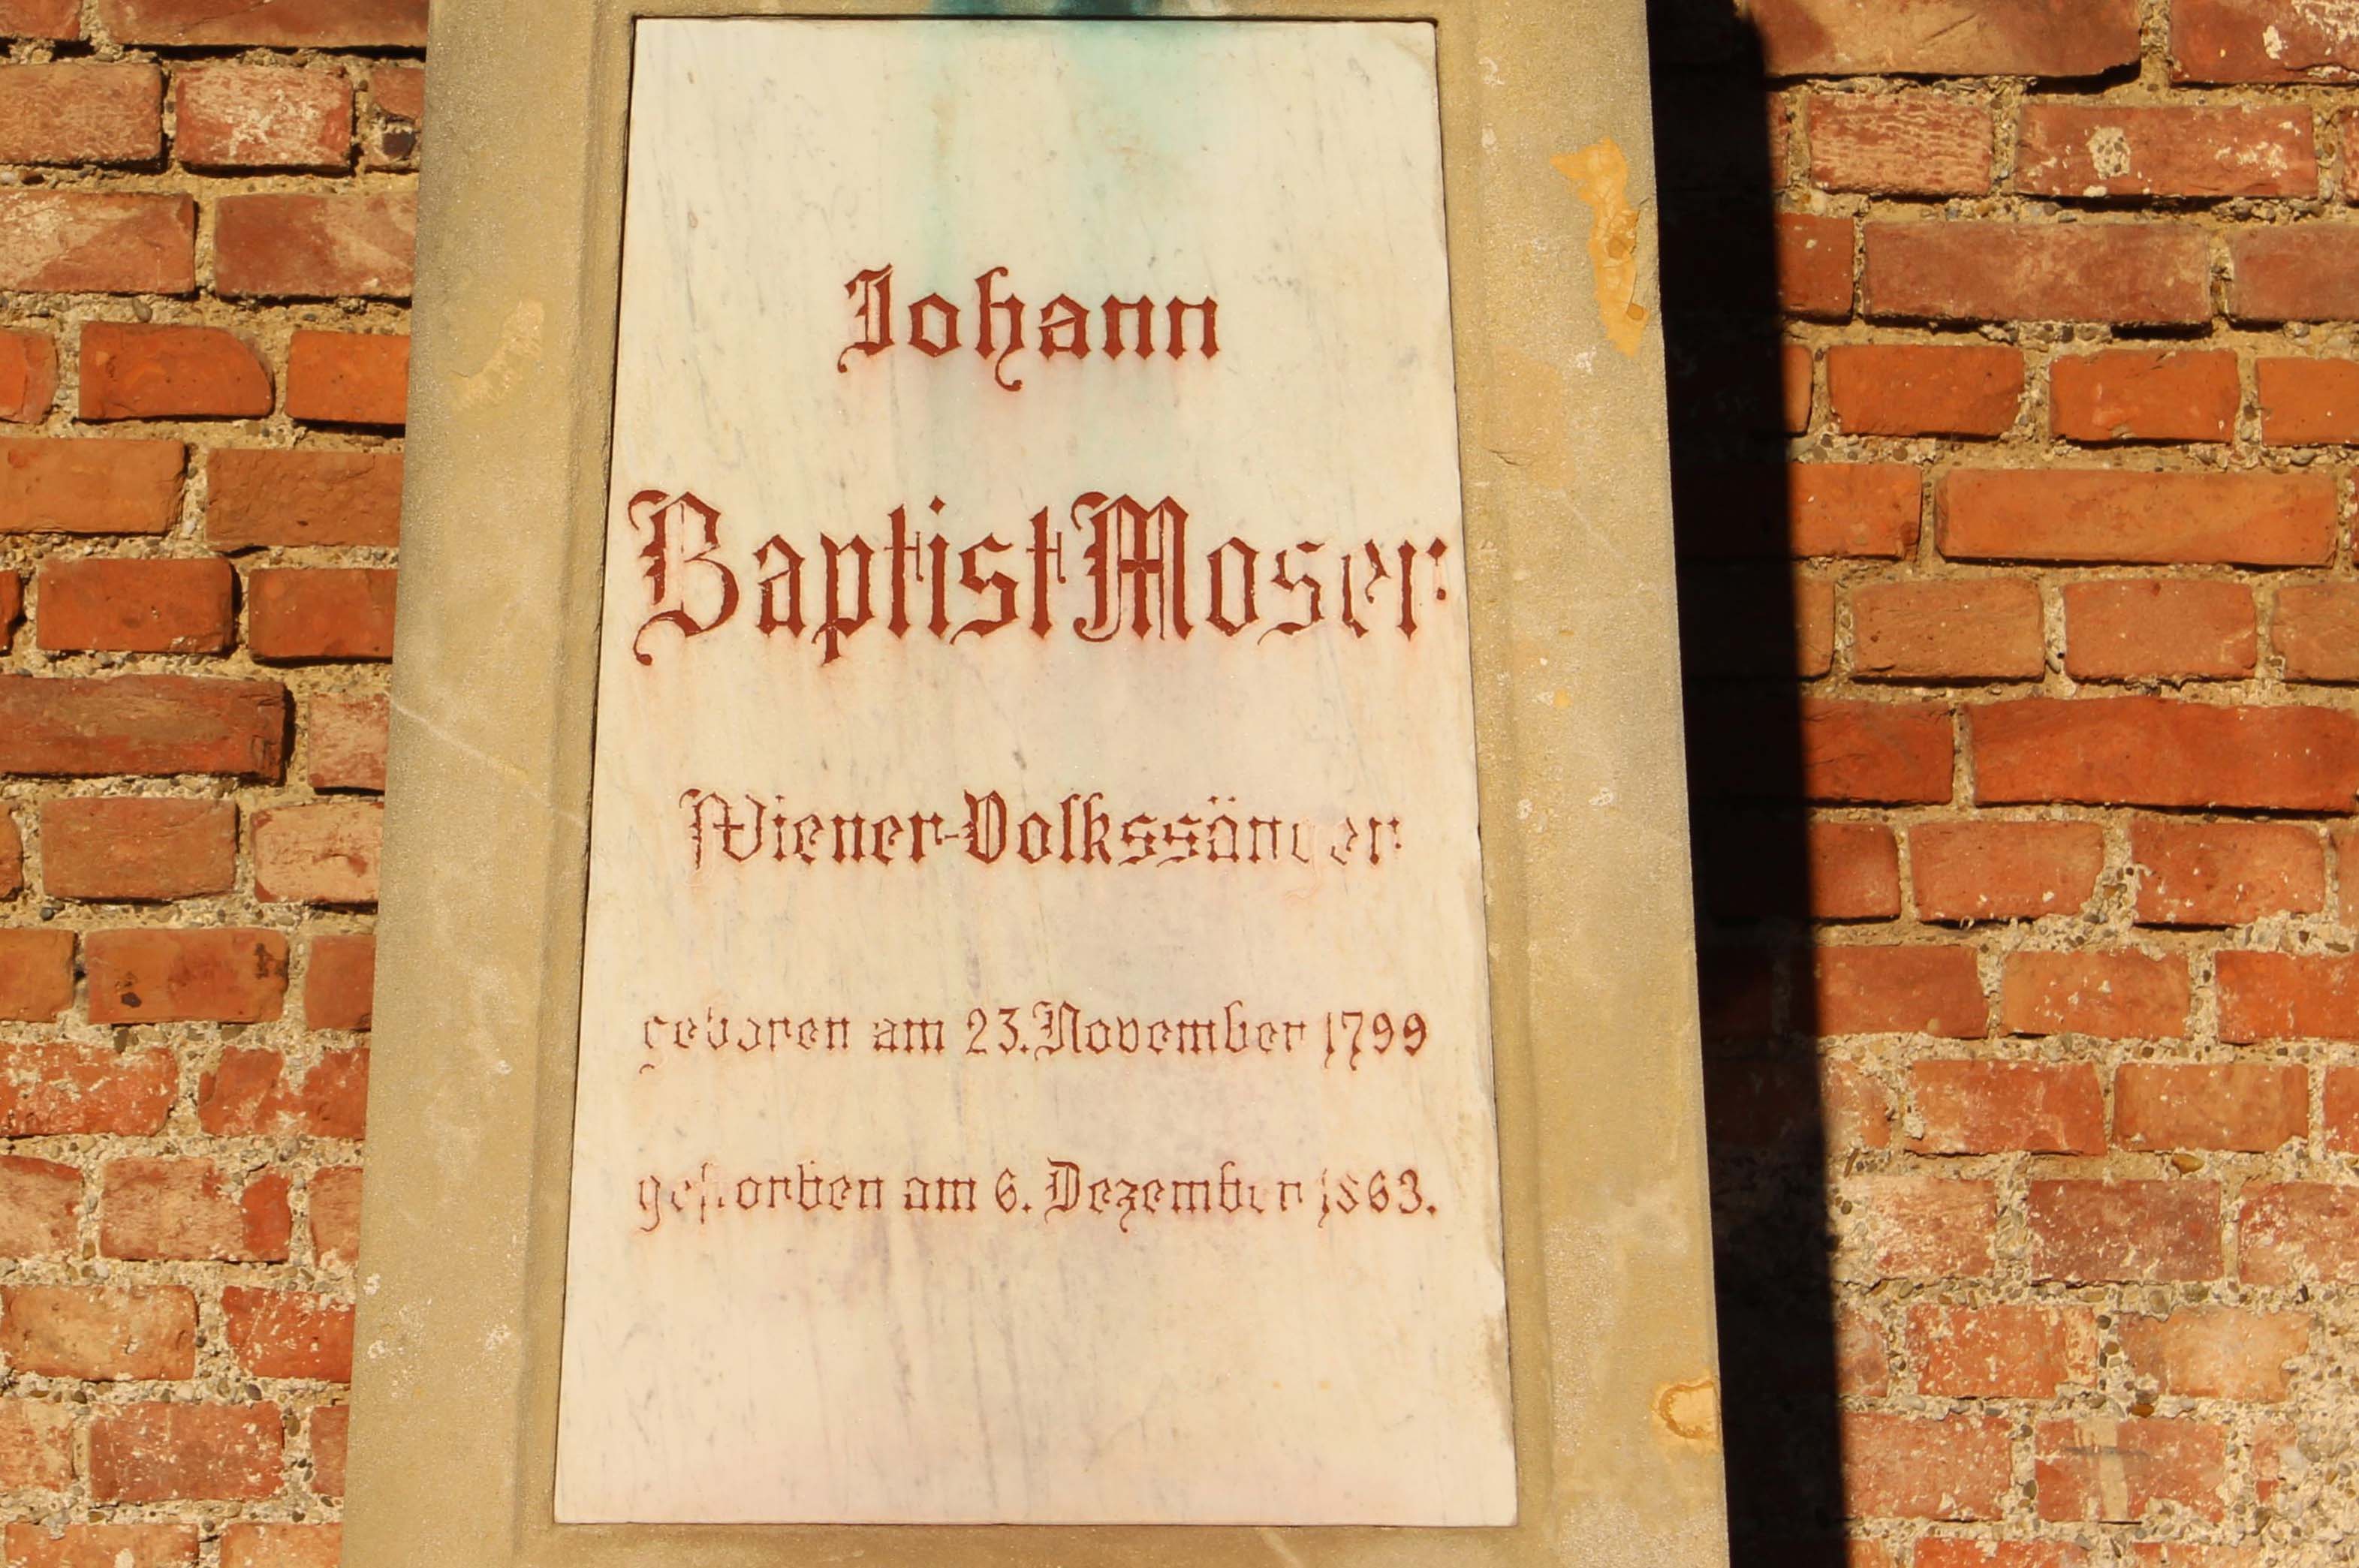 Johann
Baptist Moser
Wiener-Volkssänger
geboren am 23. November 1799
gestorben am 6. Dezember 1863.